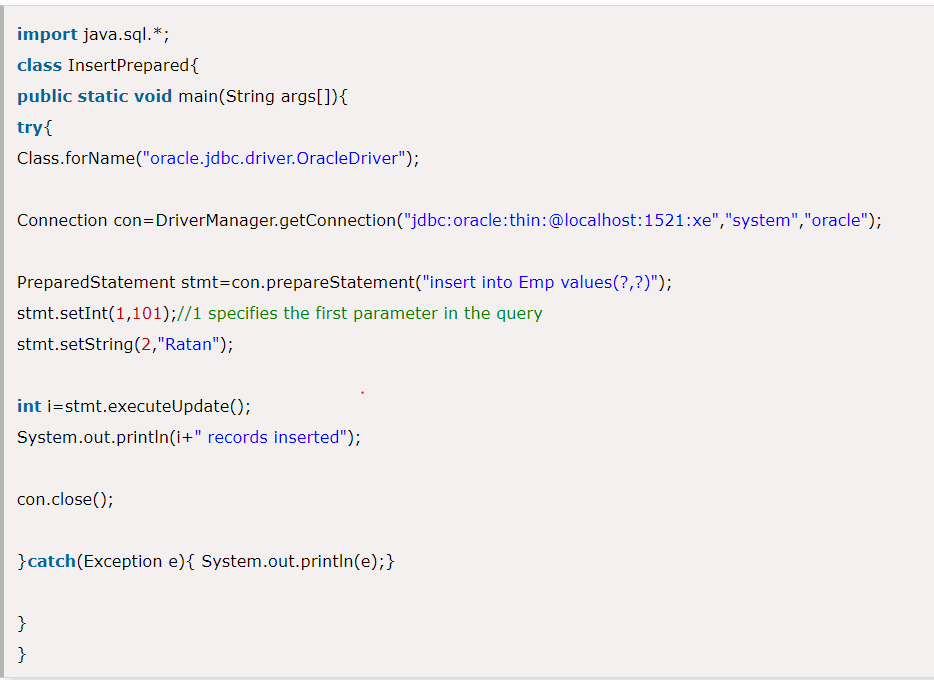 import java.sql.*;
class InsertPrepared{
public static void main(String args[]){
try{
Class.forName("oracle.jdbc.driver.OracleDriver");
Connection con=DriverManager.getConnection("jdbc:oracle:thin:@localhost:1521:xe","system","oracle");
PreparedStatement stmt=con.prepareStatement("insert into Emp values(?,?)");
stmt.setInt(1,101);//1 specifies the first parameter in the query
stmt.setString(2,"Ratan");
int i=stmt.executeUpdate();
System.out.println(i+" records inserted");
con.close();
}catch(Exception e){ System.out.println(e);}
}
}